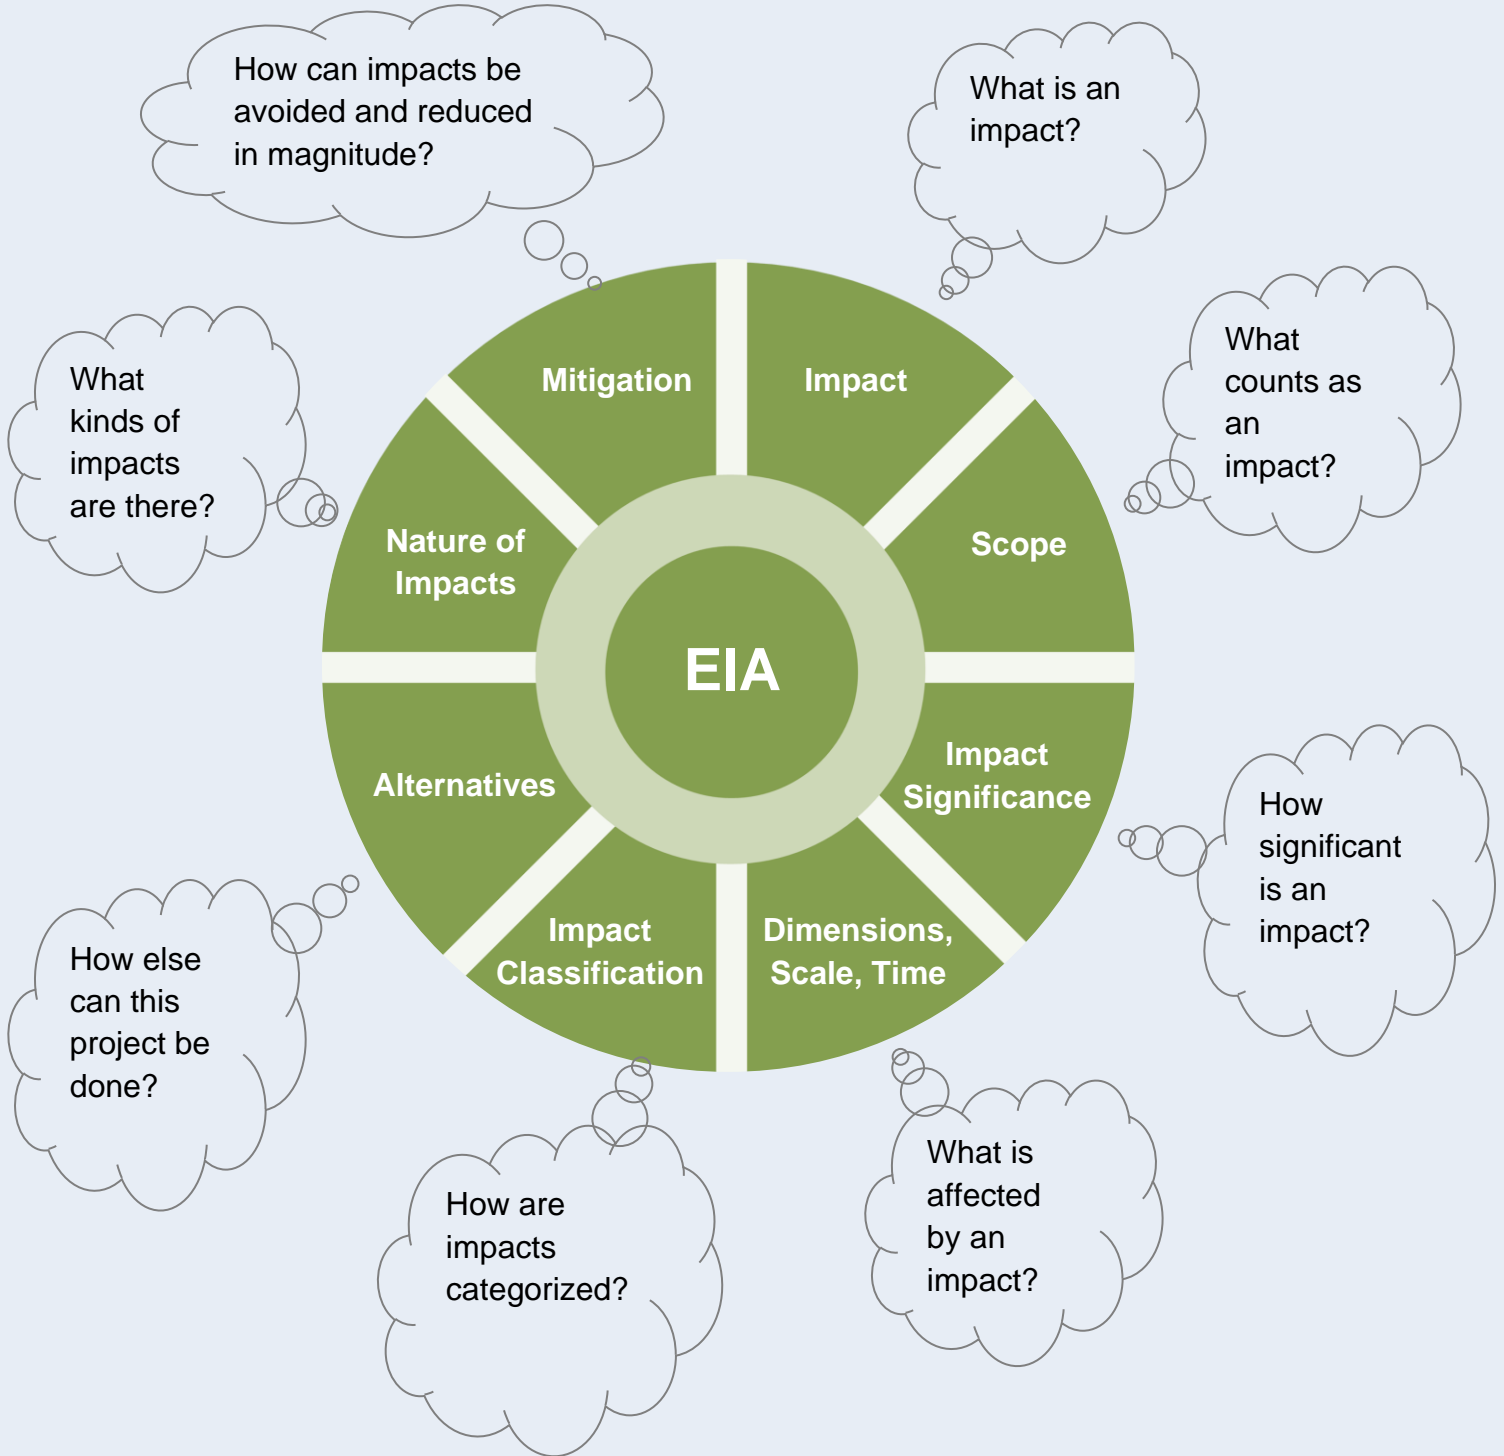 How can impacts be
avoided and reduced
in magnitude?
What is an
impact?
What
counts as
an
impact?
What
kinds of
impacts
are there?
Mitigation
Impact
Nature of
Impacts
Scope
EIA
Alternatives
Impact
Significance
Impact
Classification
Dimensions,
Scale, Time
How
significant
is an
impact?
How else
can this
project be
done?
How are
impacts
categorized?
What is
affected
by an
impact?